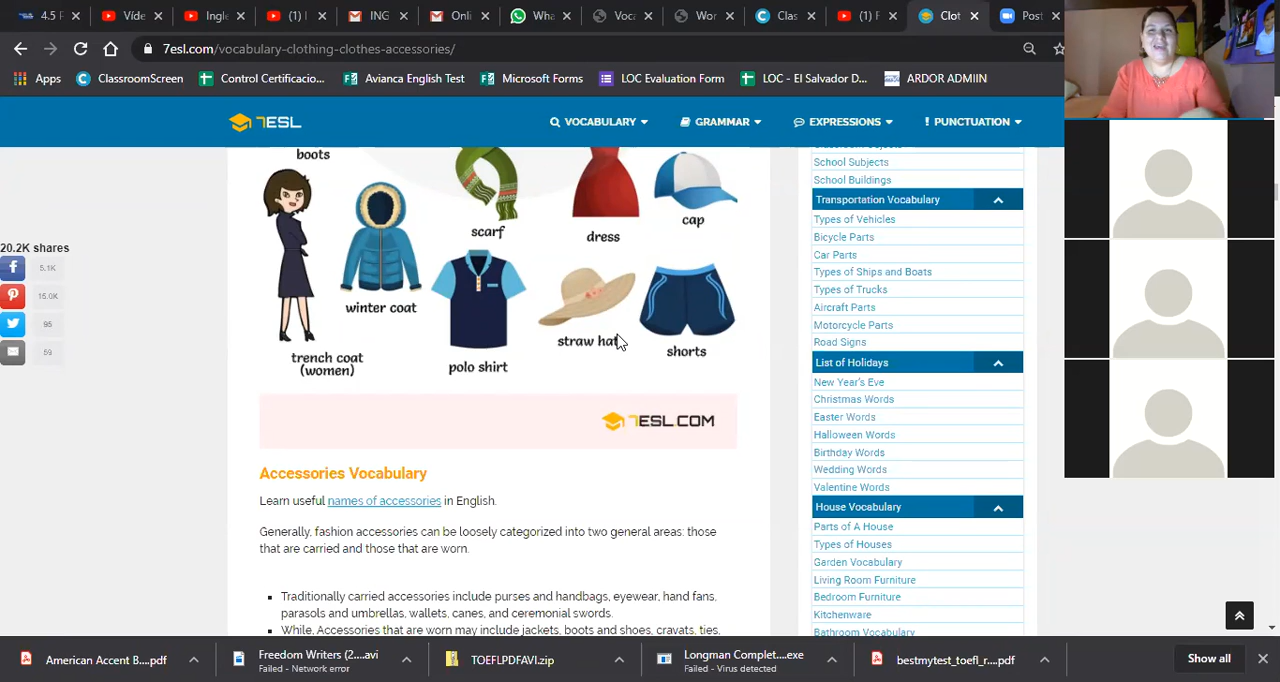 4.5 F
Víde
Ingle
(1) I
ING
Onli
Wha
Voca
Wor
Clas
(1) F
Clot
Post
7esl.com/vocabulary-clothing-clothes-accessories/
Apps
ClassroomScreen
Control Certificacio...
Avianca English Test
Microsoft Forms
LOC Evaluation Form
LOC - El Salvador D...
ARDOR ADMIIN
7ESL
VOCABULARY
GRAMMAR
EXPRESSIONS
! PUNCTUATION
boots
scarf
dress
cap
winter coat
straw hat
shorts
trench coat
(women)
polo shirt
7ESL.COM
20.2K shares
5.1K
15.0K
95
59
Accessories Vocabulary
Learn useful names of accessories in English.
Generally, fashion accessories can be loosely categorized into two general areas: those
that are carried and those that are worn.
Traditionally carried accessories include purses and handbags, eyewear, hand fans,
parasols and umbrellas, wallets, canes, and ceremonial swords.
While, Accessories that are worn may include jackets, boots and shoes, cravats, ties,
School Subjects
School Buildings
Transportation Vocabulary
Types of Vehicles
Bicycle Parts
Car Parts
Types of Ships and Boats
Types of Trucks
Aircraft Parts
Motorcycle Parts
Road Signs
List of Holidays
New Year's Eve
Christmas Words
Easter Words
Halloween Words
Birthday Words
Wedding Words
Valentine Words
House Vocabulary
Parts of A House
Types of Houses
Garden Vocabulary
Living Room Furniture
Bedroom Furniture
Kitchenware
Bathroom Vocabulary
American Accent B....pdf
Freedom Writers (2....avi
Failed - Network error
TOEFLPDFAVI.zip
Longman Complet....exe
Failed - Virus detected
bestmytest_toefl_r....pdf
Show all